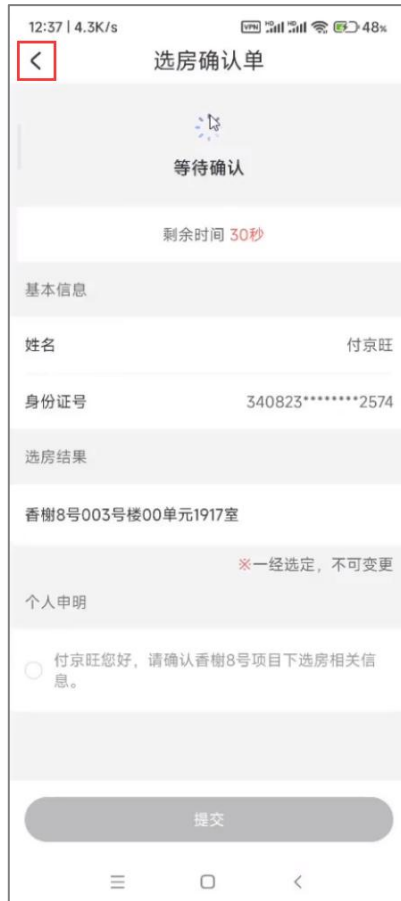 12:37 | 4.3K/s VPN 48%
选房确认单
等待确认
剩余时间 30秒
基本信息
姓名 付京旺
身份证号 340823********2574
选房结果
香榭8号003号楼00单元1917室
※一经选定，不可变更
个人申明
付京旺您好，请确认香榭8号项目下选房相关信
息。
提交